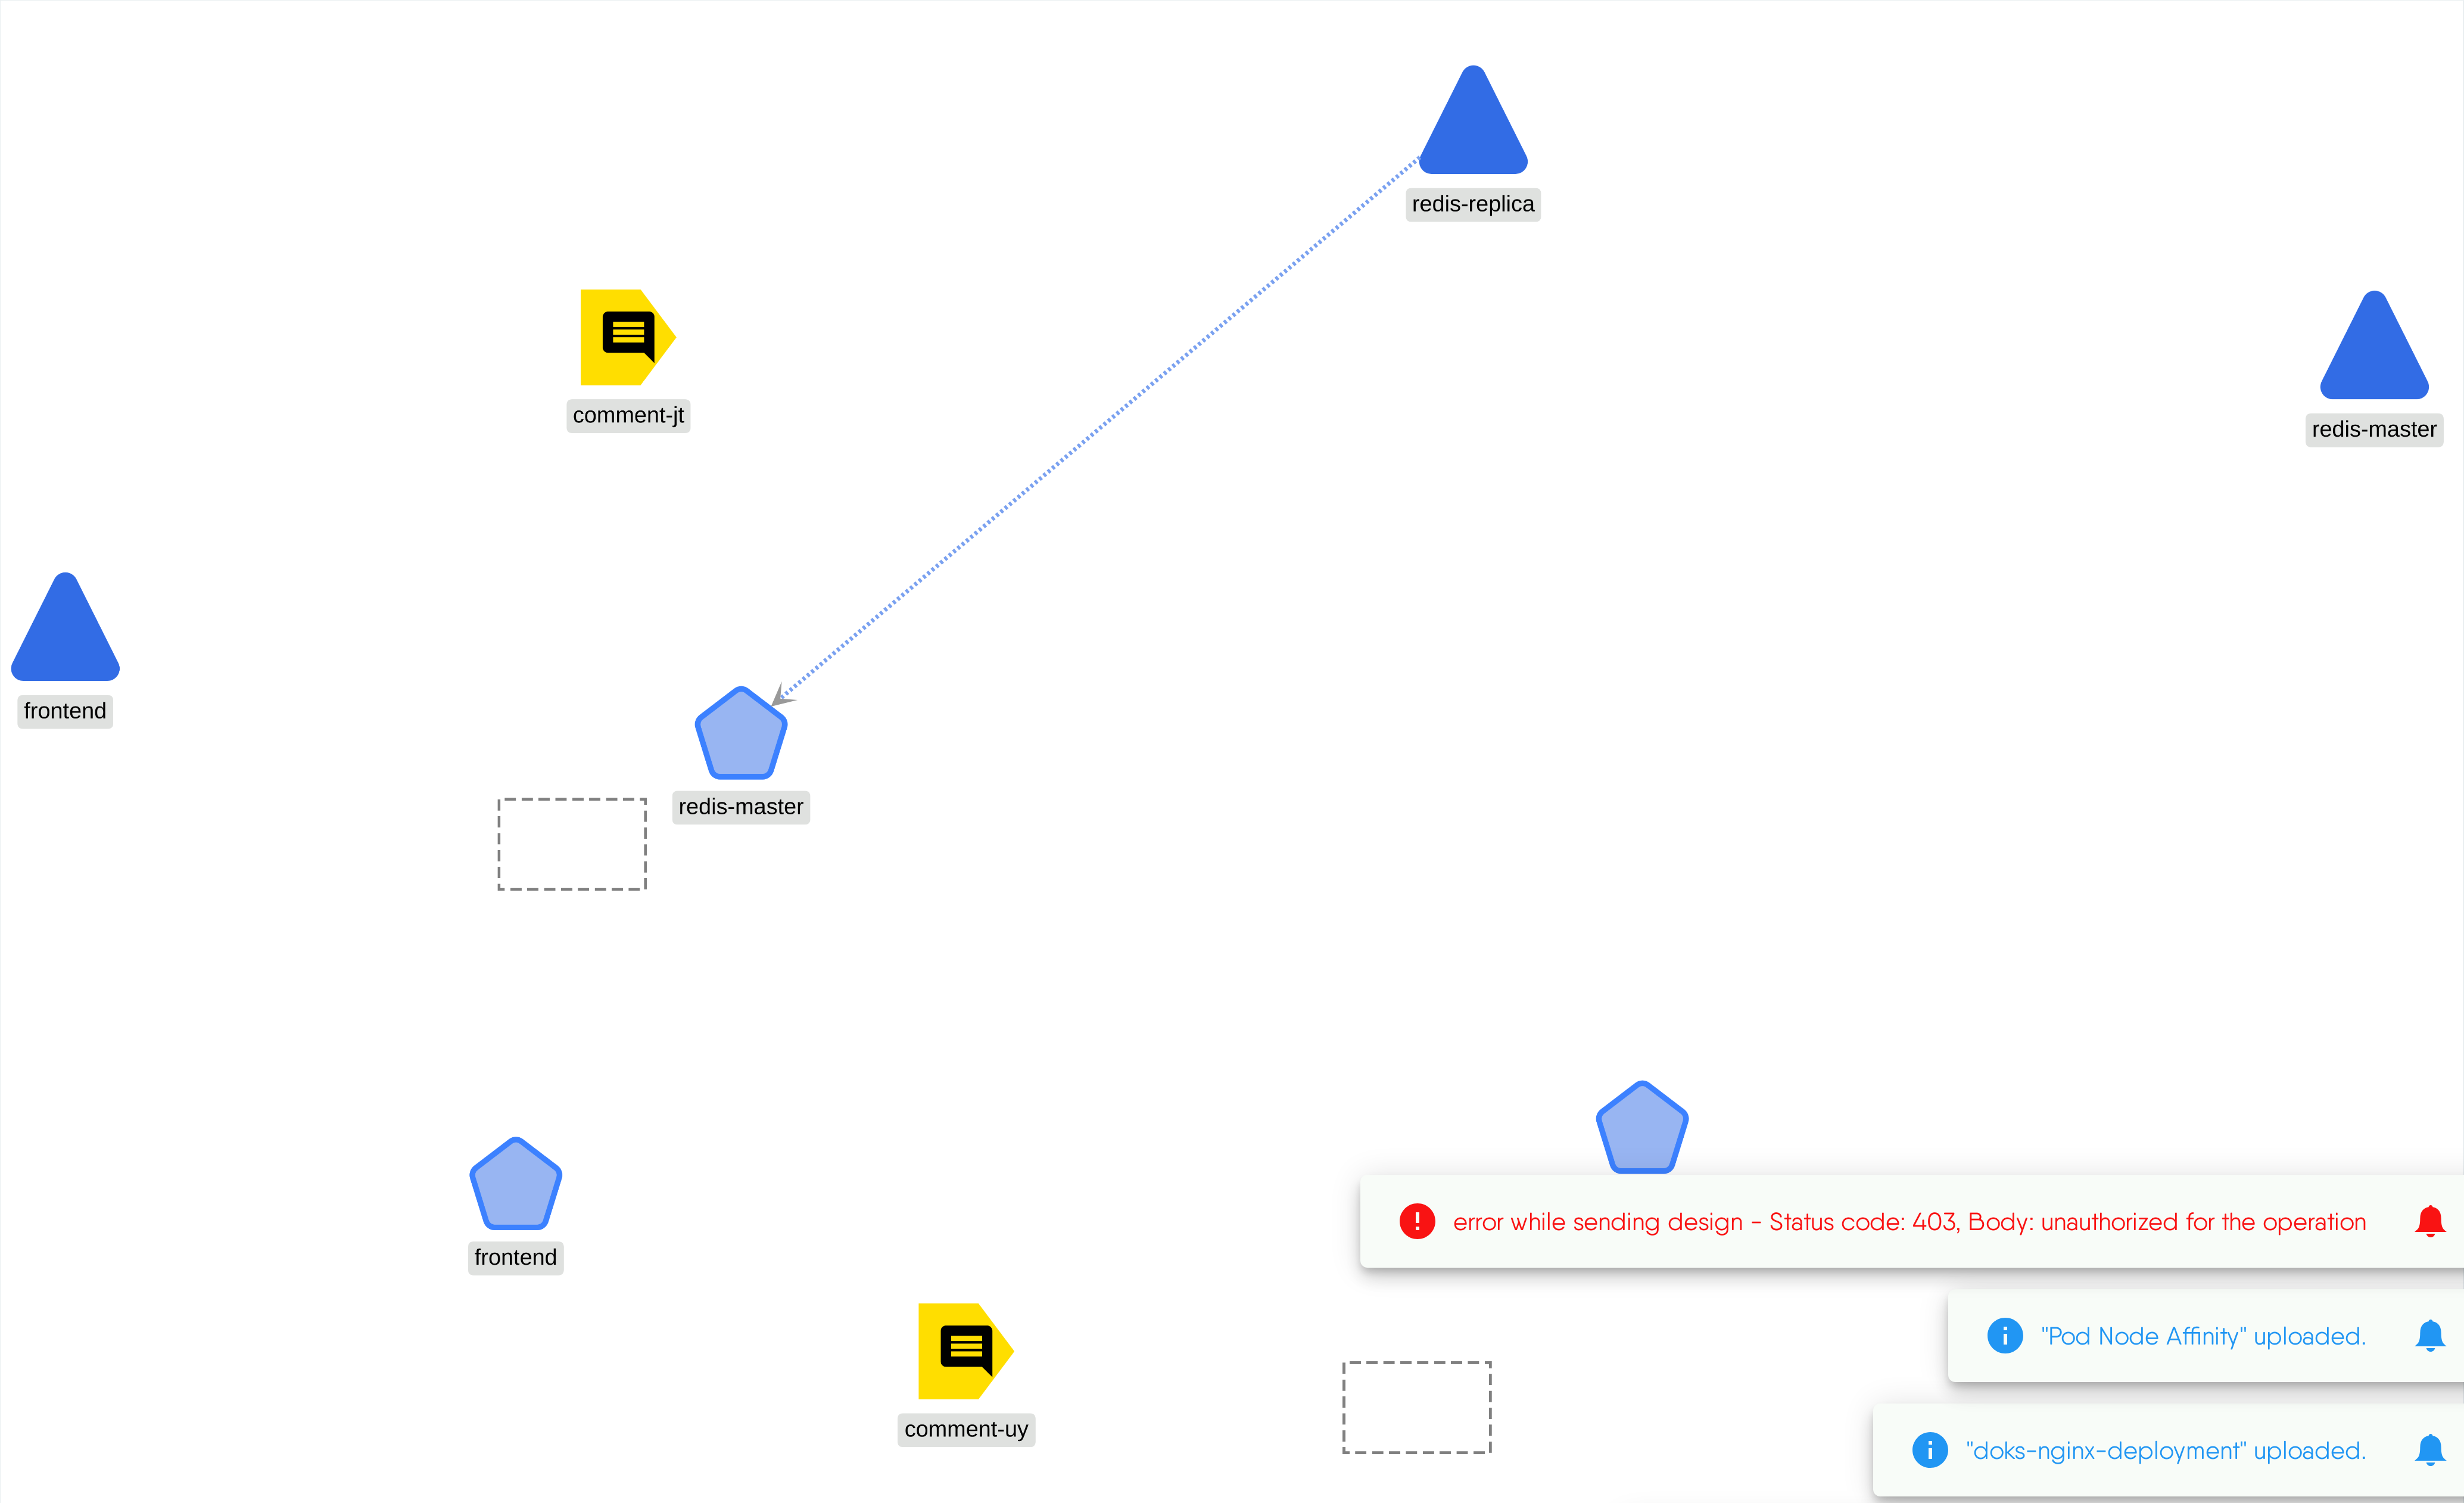 redis-replica
comment-jt
redis-master
frontend
redis-master
frontend
error while sending design - Status code: 403, Body: unauthorized for the operation
"Pod Node Affinity" uploaded.
comment-uy
"doks-nginx-deployment" uploaded.